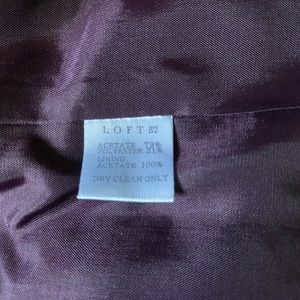 LOFT 82
ACETATE 79%
POLYESTER 21%
LINING
ACETATE 100%
DRY CLEAN ONLY